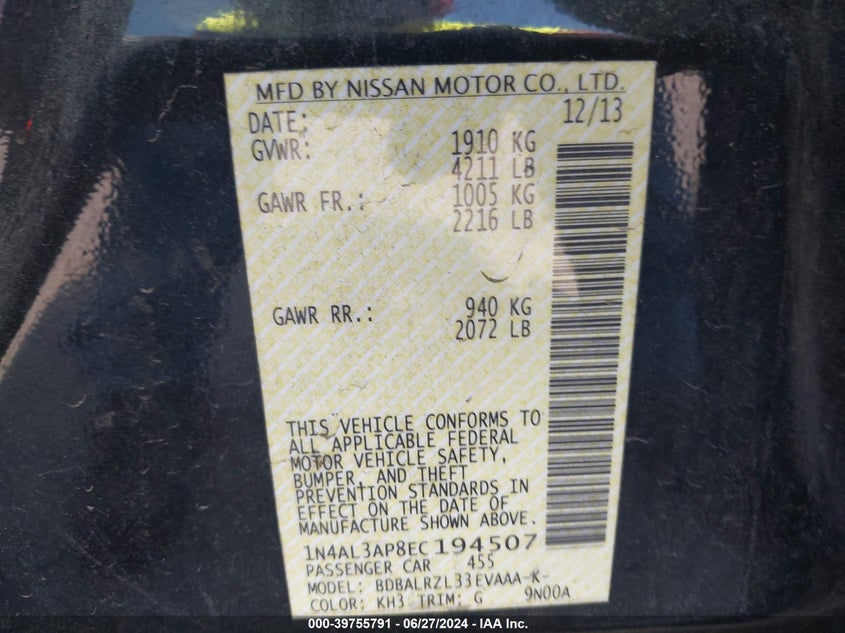 MFD BY NISSAN MOTOR CO., LTD.
DATE: 12/13
GVWR: 1910 KG
4211 LB
GAWR FR.: 1005 KG
2216 LB
GAWR RR.: 940 KG
2072 LB
THIS VEHICLE CONFORMS TO
ALL APPLICABLE FEDERAL
MOTOR VEHICLE SAFETY,
BUMPER, AND THEFT
PREVENTION STANDARDS IN
EFFECT ON THE DATE OF
MANUFACTURE SHOWN ABOVE.
1N4AL3AP8EC194507
PASSENGER CAR 455
MODEL: BDBALRZL33EVAAA-K-
COLOR: KH3 TRIM: G 9N00A
000-39755791 - 06/27/2024 - IAA Inc.